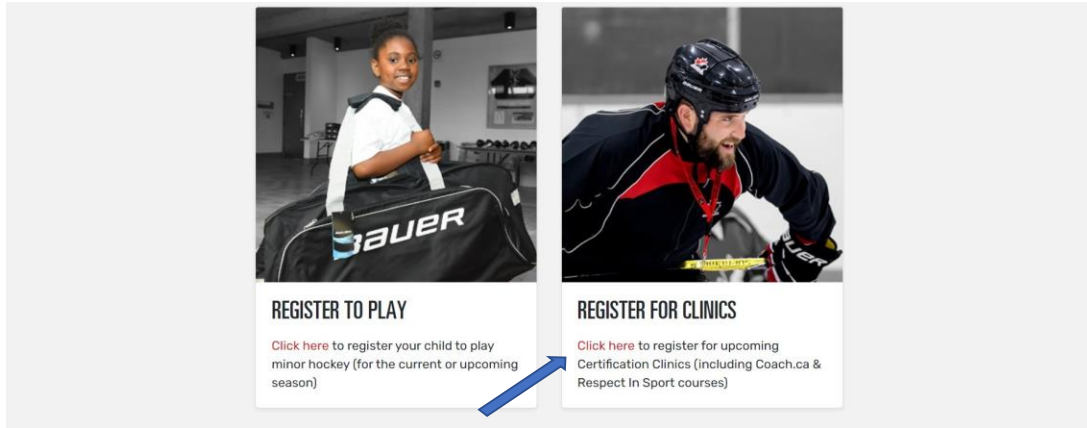 BAUER
BAUER
BAUER
REGISTER TO PLAY
Click here to register your child to play
minor hockey (for the current or upcoming
season)
REGISTER FOR CLINICS
Click here to register for upcoming
Certification Clinics (including Coach.ca &
Respect In Sport courses)